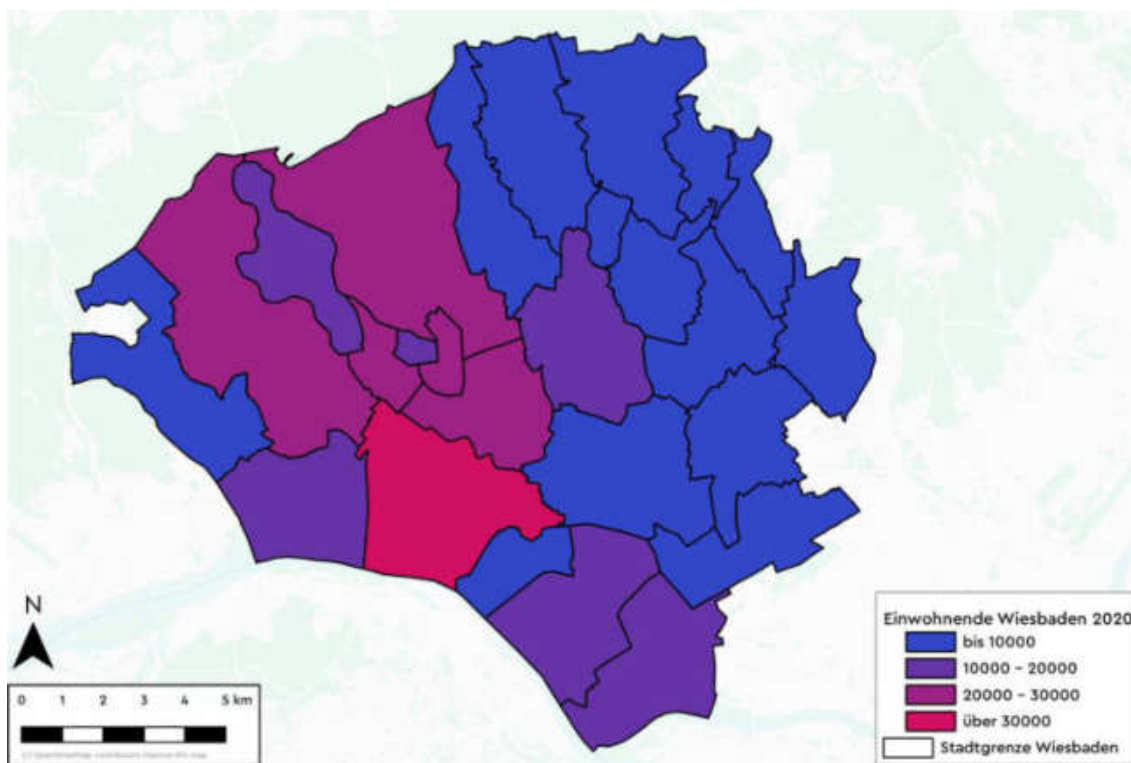 N
0 1 2 3 4 5 km
Einwohnende Wiesbaden 2020
bis 10000
10000 - 20000
20000 - 30000
über 30000
Stadtgrenze Wiesbaden